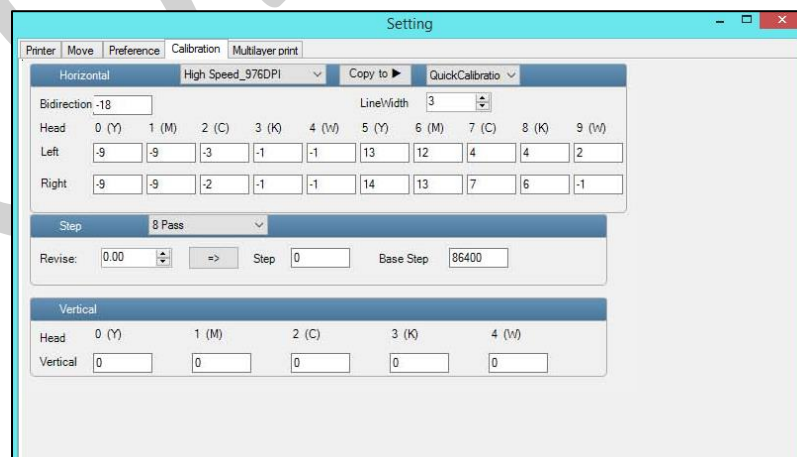 Setting
Printer Move Preference Calibration Multilayer print
Horizontal High Speed_976DPI Copy to ▶ QuickCalibratio
Bidirection -18 LineWidth 3
Head 0 (Y) 1 (M) 2 (C) 3 (K) 4 (W) 5 (Y) 6 (M) 7 (C) 8 (K) 9 (W)
Left -9 -9 -3 -1 -1 13 12 4 4 2
Right -9 -9 -2 -1 -1 14 13 7 6 -1
Step 8 Pass
Revise: 0.00 => Step 0 Base Step 86400
Vertical
Head 0 (Y) 1 (M) 2 (C) 3 (K) 4 (W)
Vertical 0 0 0 0 0